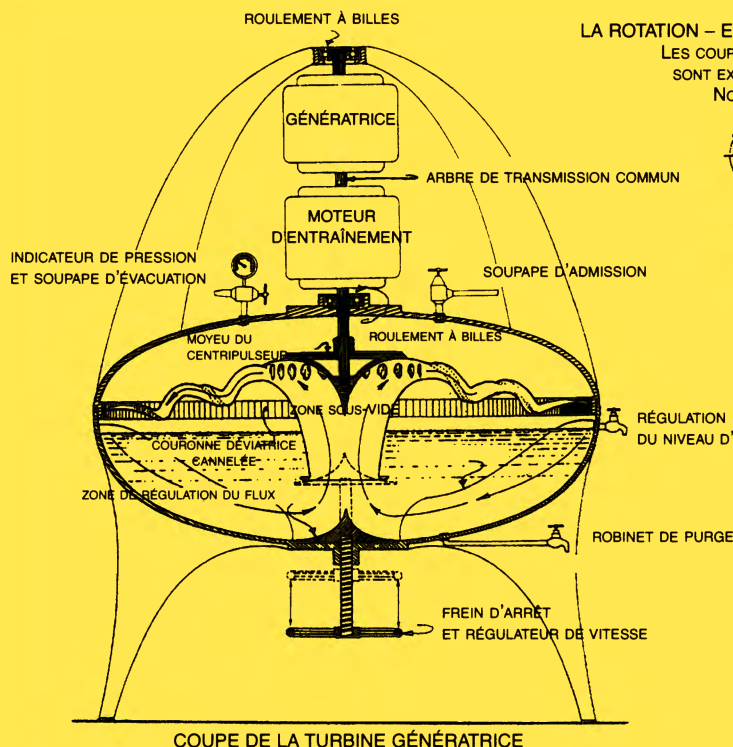 ROULEMENT À BILLES
LA ROTATION – E
LES COUP
SONT EX
NO
GÉNÉRATRICE
ARBRE DE TRANSMISSION COMMUN
MOTEUR
D'ENTRAÎNEMENT
INDICATEUR DE PRESSION
ET SOUPAPE D'ÉVACUATION
SOUPAPE D'ADMISSION
MOYEU DU
CENTRIPULSEUR
ROULEMENT À BILLES
ZONE SOUS-VIDE
RÉGULATION
DU NIVEAU D'
COURONNE DÉVIATRICE
CANNELÉE
ZONE DE RÉGULATION DU FLUX
ROBINET DE PURGE
FREIN D'ARRÊT
ET RÉGULATEUR DE VITESSE
COUPE DE LA TURBINE GÉNÉRATRICE